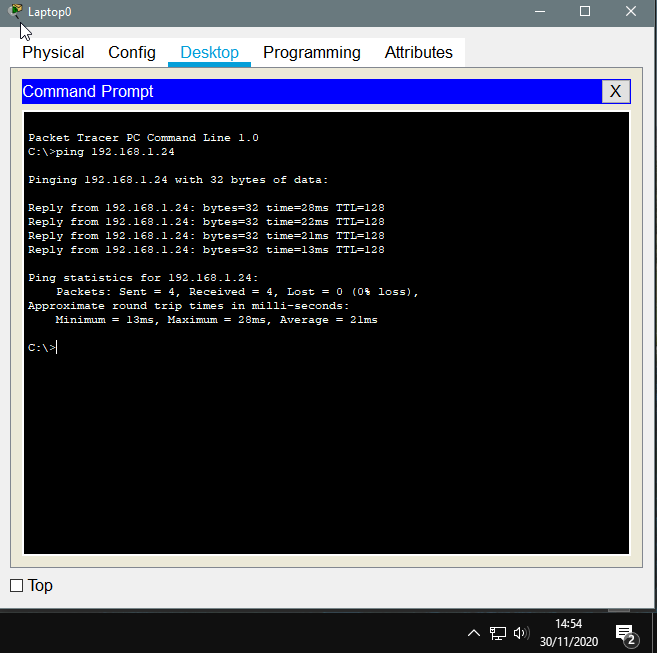 Laptop0
Physical Config Desktop Programming Attributes
Command Prompt X
Packet Tracer PC Command Line 1.0
C:\>ping 192.168.1.24
Pinging 192.168.1.24 with 32 bytes of data:
Reply from 192.168.1.24: bytes=32 time=28ms TTL=128
Reply from 192.168.1.24: bytes=32 time=22ms TTL=128
Reply from 192.168.1.24: bytes=32 time=21ms TTL=128
Reply from 192.168.1.24: bytes=32 time=13ms TTL=128
Ping statistics for 192.168.1.24:
Packets: Sent = 4, Received = 4, Lost = 0 (0% loss),
Approximate round trip times in milli-seconds:
Minimum = 13ms, Maximum = 28ms, Average = 21ms
C:\>
Top
14:54
30/11/2020
2